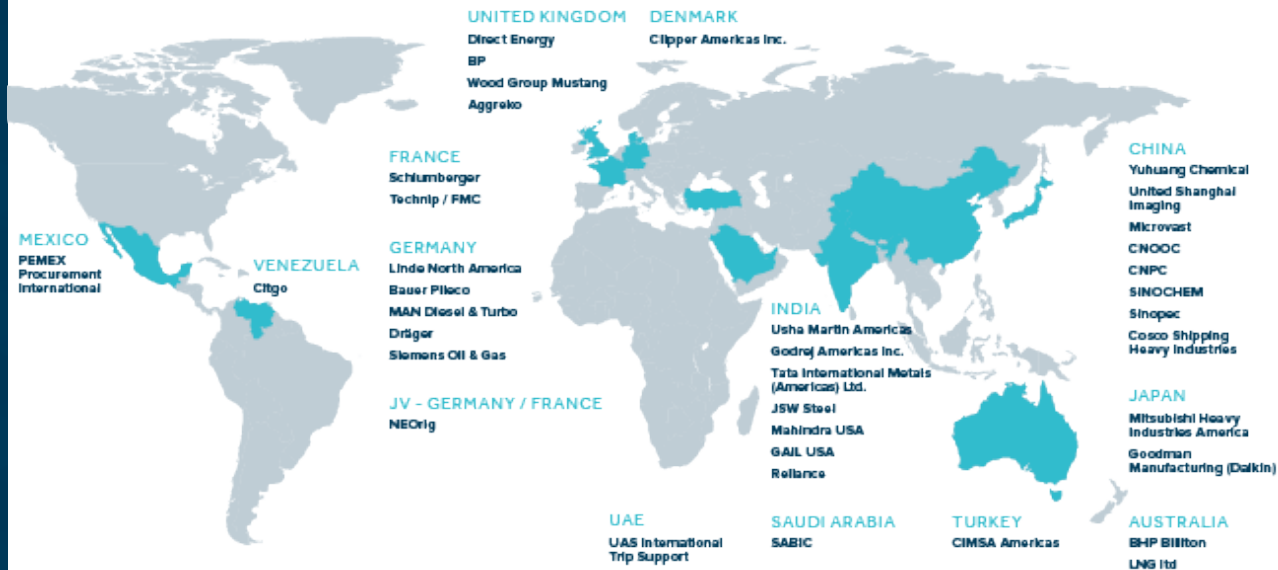 UNITED KINGDOM
Direct Energy
BP
Wood Group Mustang
Aggreko
DENMARK
Clipper Americas Inc.
FRANCE
Schlumberger
Technip / FMC
MEXICO
PEMEX
Procurement
International
VENEZUELA
Citgo
GERMANY
Linde North America
Bauer Pileco
MAN Diesel & Turbo
Dräger
Siemens Oil & Gas
JV - GERMANY / FRANCE
NEOrig
INDIA
Usha Martin Americas
Godrej Americas Inc.
Tata International Metals
(Americas) Ltd.
JSW Steel
Mahindra USA
GAIL USA
Reliance
CHINA
Yuhuang Chemical
United Shanghai
Imaging
Microvast
CNOOC
CNPC
SINOCHEM
Sinopec
Cosco Shipping
Heavy Industries
JAPAN
Mitsubishi Heavy
Industries America
Goodman
Manufacturing (Daikin)
UAE
UAS International
Trip Support
SAUDI ARABIA
SABIC
TURKEY
CIMSA Americas
AUSTRALIA
BHP Billiton
LNG ltd